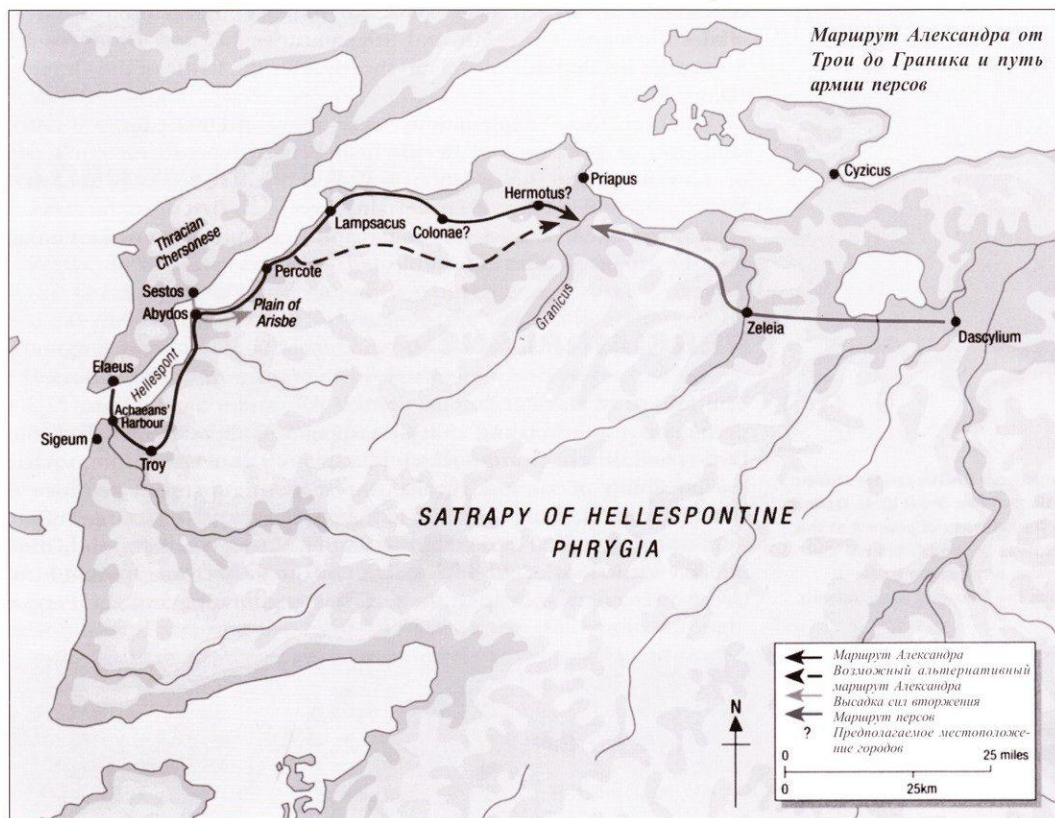 Маршрут Александра от
Трои до Граника и путь
армии персов
Cyzicus
Priapus
Hermotus?
Lampsacus
Colonae?
Thracian
Chersonese
Percote
Sestos
Abydos
Plain of
Arisbe
Granicus
Zeleia
Dascylium
Hellespont
Elaeus
Achaeans'
Harbour
Sigeum
Troy
SATRAPY OF HELLESPONTINE
PHRYGIA
Маршрут Александра
Возможный альтернативный
маршрут Александра
Высадка сил вторжения
Маршрут персов
? Предполагаемое местоположе-
ние городов
N
0 25 miles
0 25km